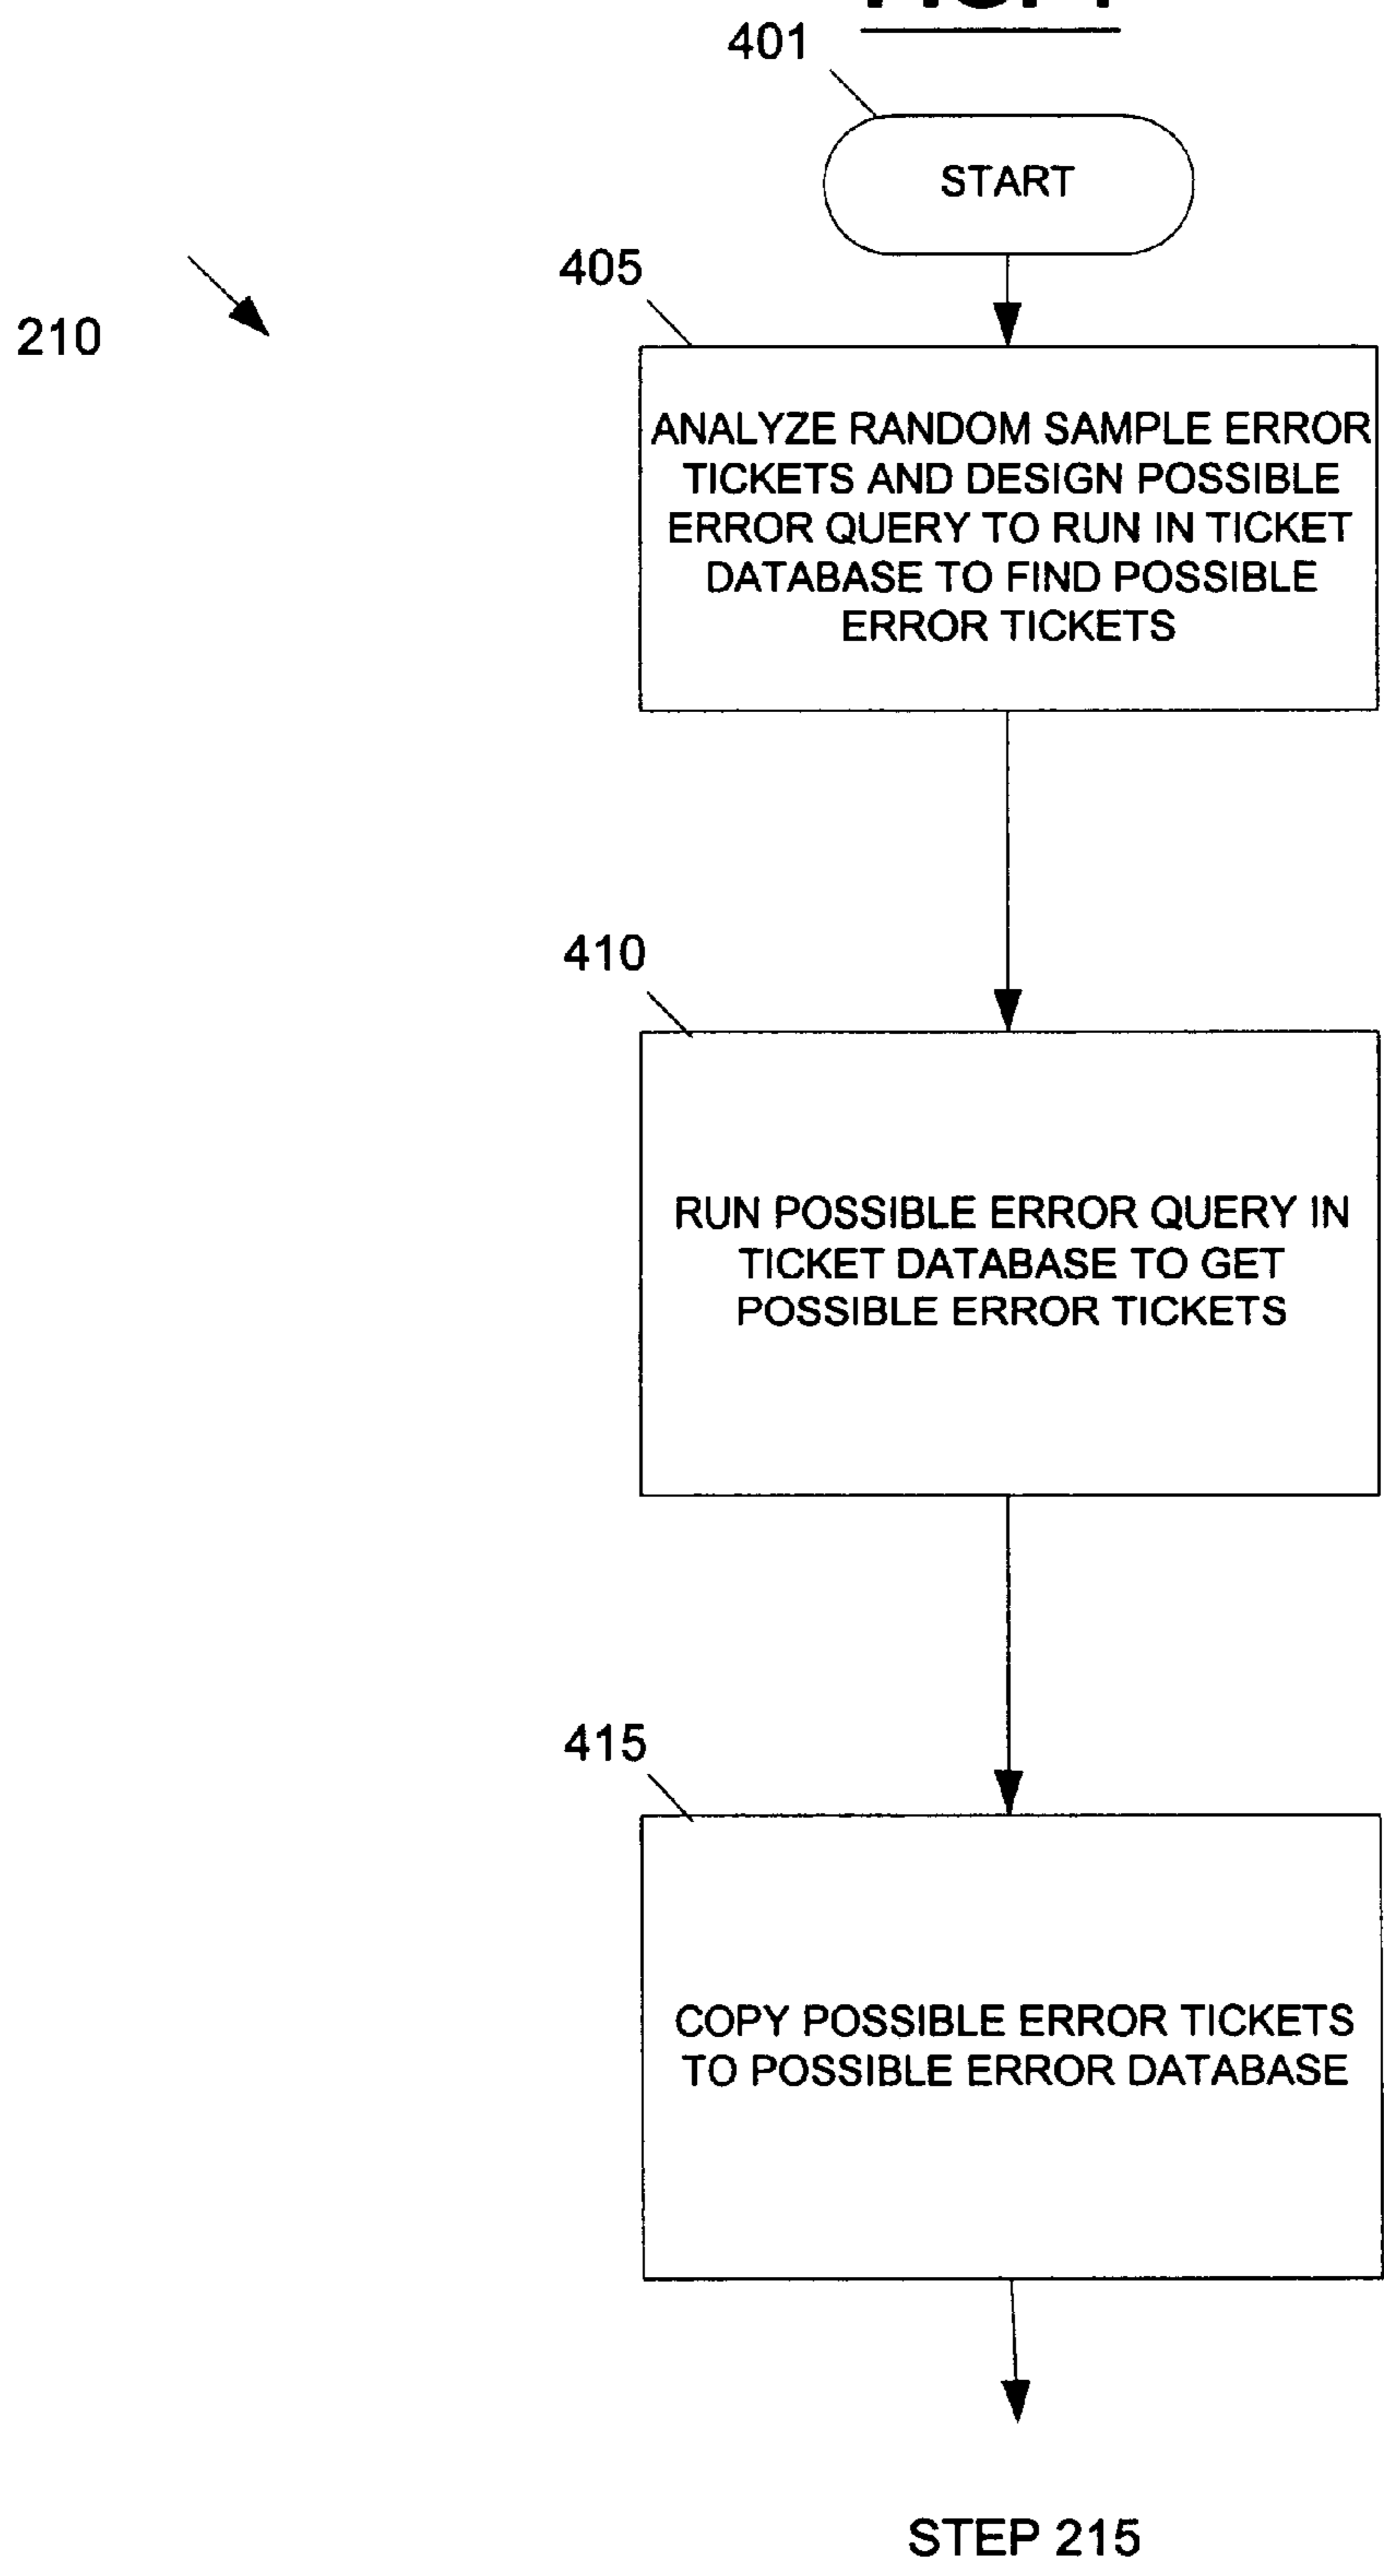 401
START
405
210
ANALYZE RANDOM SAMPLE ERROR
TICKETS AND DESIGN POSSIBLE
ERROR QUERY TO RUN IN TICKET
DATABASE TO FIND POSSIBLE
ERROR TICKETS
410
RUN POSSIBLE ERROR QUERY IN
TICKET DATABASE TO GET
POSSIBLE ERROR TICKETS
415
COPY POSSIBLE ERROR TICKETS
TO POSSIBLE ERROR DATABASE
STEP 215